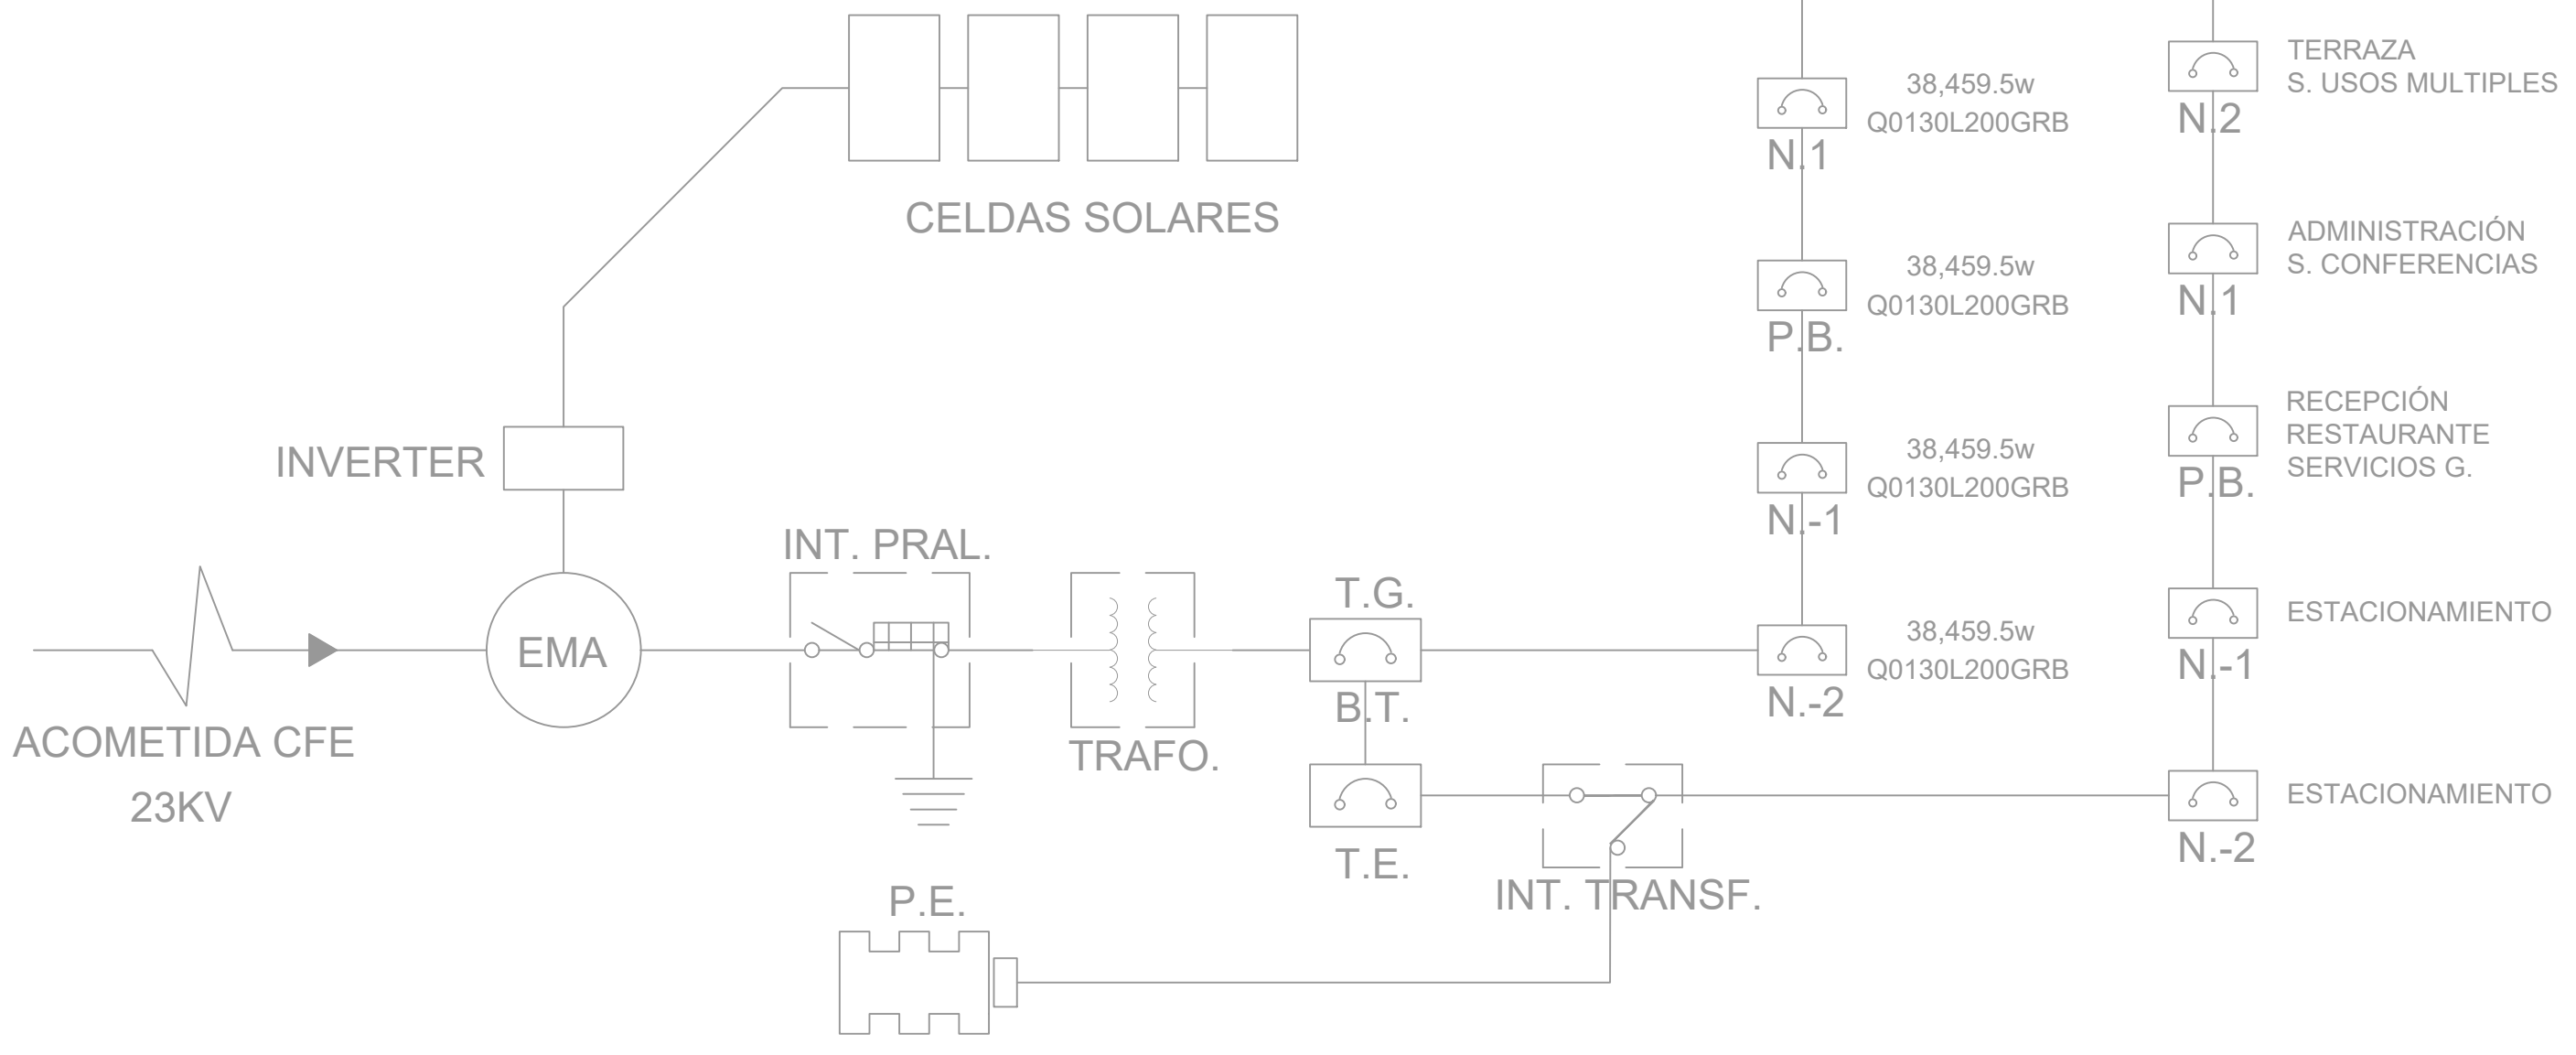 CELDAS SOLARES
INVERTER
EMA
ACOMETIDA CFE
23KV
INT. PRAL.
TRAFO.
T.G.
B.T.
T.E.
P.E.
INT. TRANSF.
38,459.5w
Q0130L200GRB
N.1
38,459.5w
Q0130L200GRB
P.B.
38,459.5w
Q0130L200GRB
N.-1
38,459.5w
Q0130L200GRB
N.-2
TERRAZA
S. USOS MULTIPLES
N.2
ADMINISTRACIÓN
S. CONFERENCIAS
N.1
RECEPCIÓN
RESTAURANTE
SERVICIOS G.
P.B.
ESTACIONAMIENTO
N.-1
ESTACIONAMIENTO
N.-2